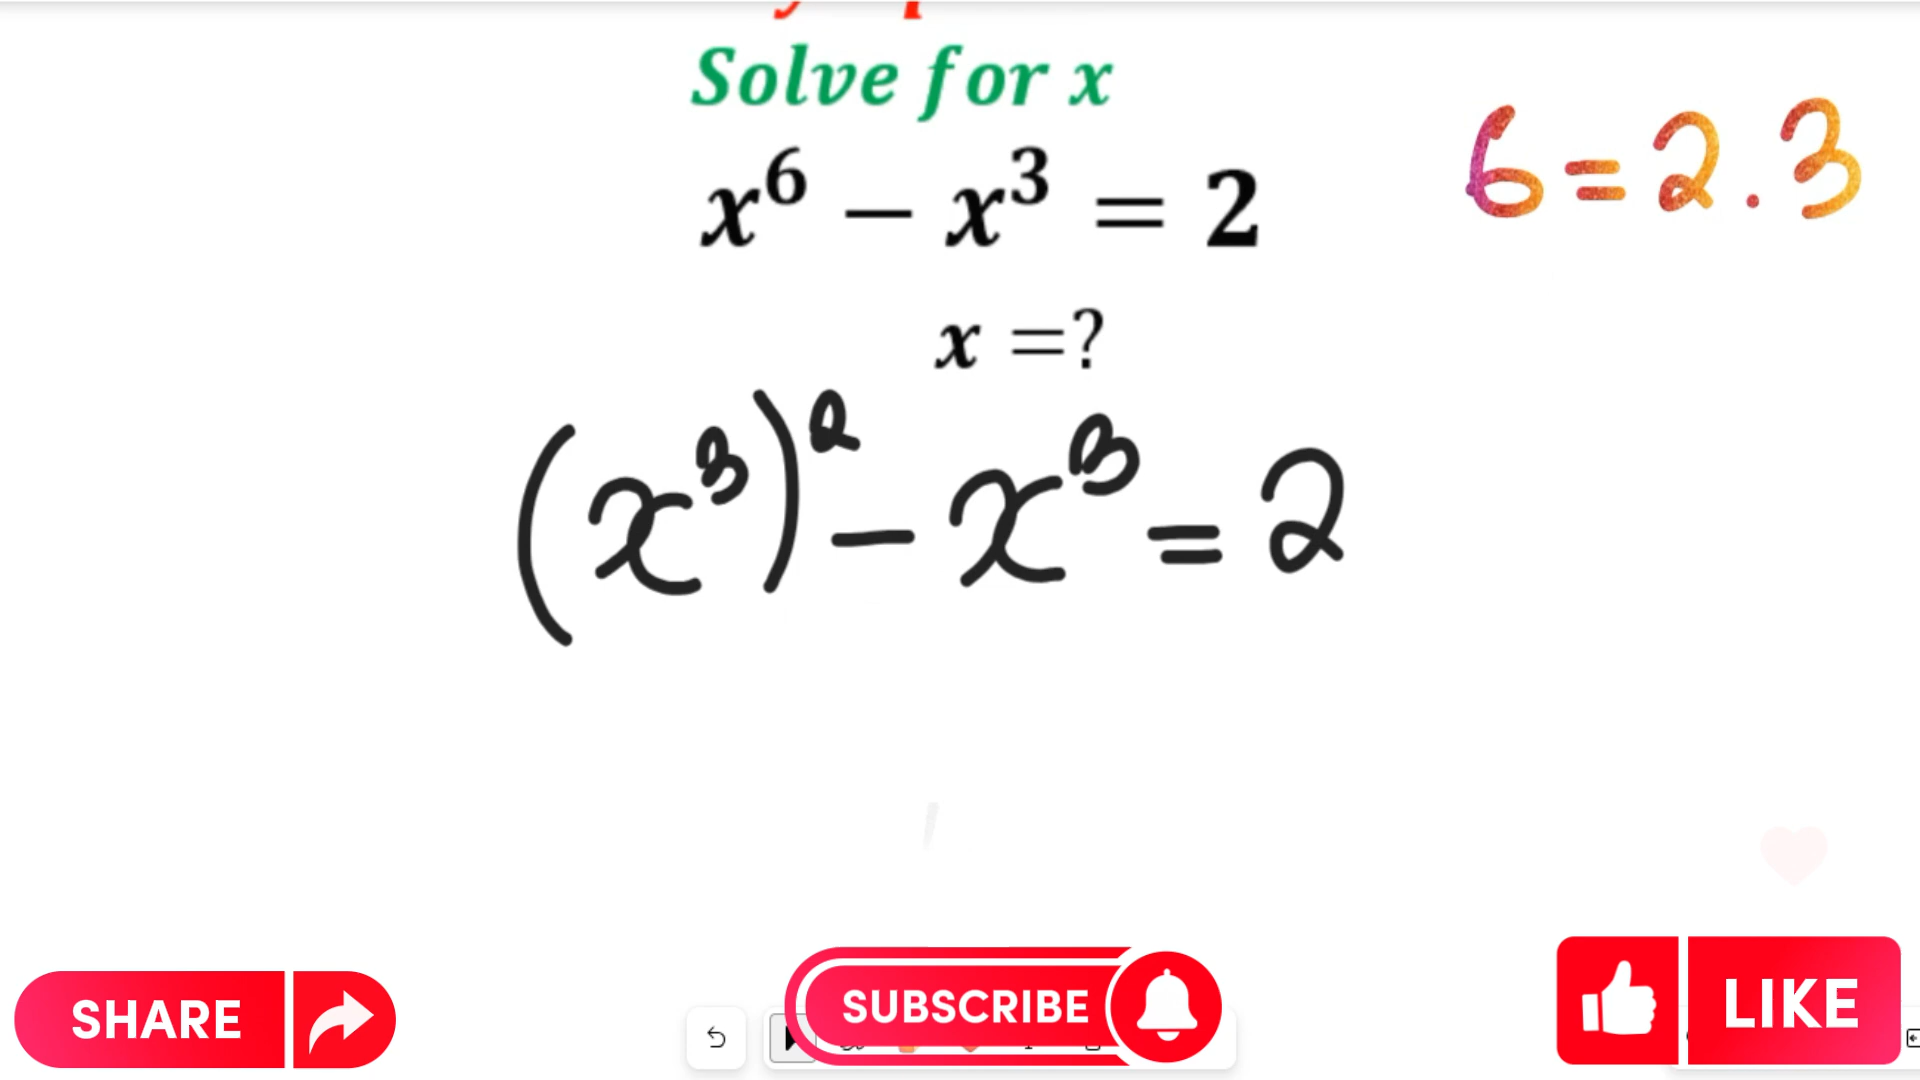 Solve for x
x⁶ − x³ = 2
6 = 2 . 3
x =?
(x³)² − x³ = 2
SHARE
SUBSCRIBE
LIKE